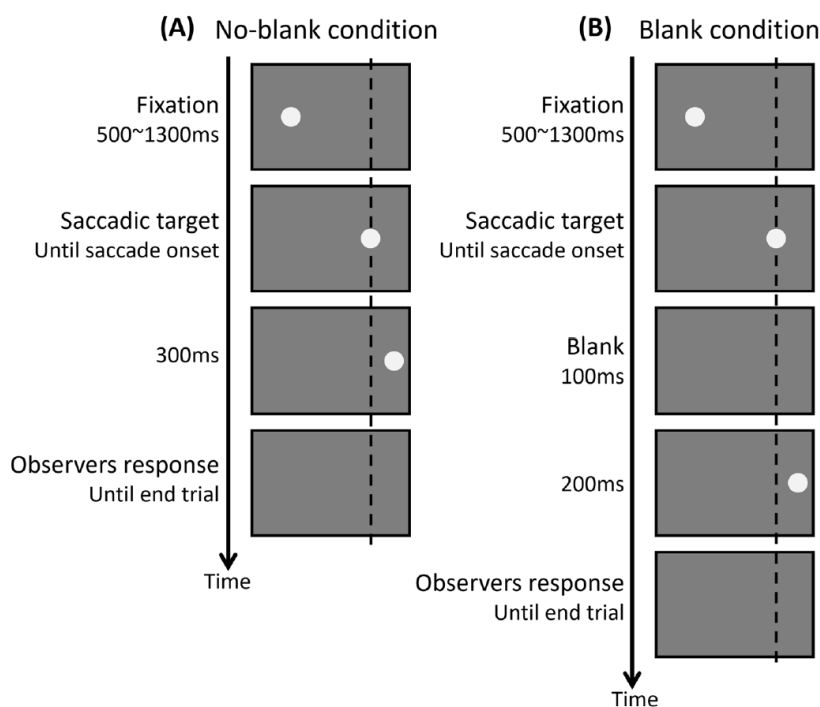 (A) No-blank condition
Fixation
500~1300ms
Saccadic target
Until saccade onset
300ms
Observers response
Until end trial
Time
(B) Blank condition
Fixation
500~1300ms
Saccadic target
Until saccade onset
Blank
100ms
200ms
Observers response
Until end trial
Time